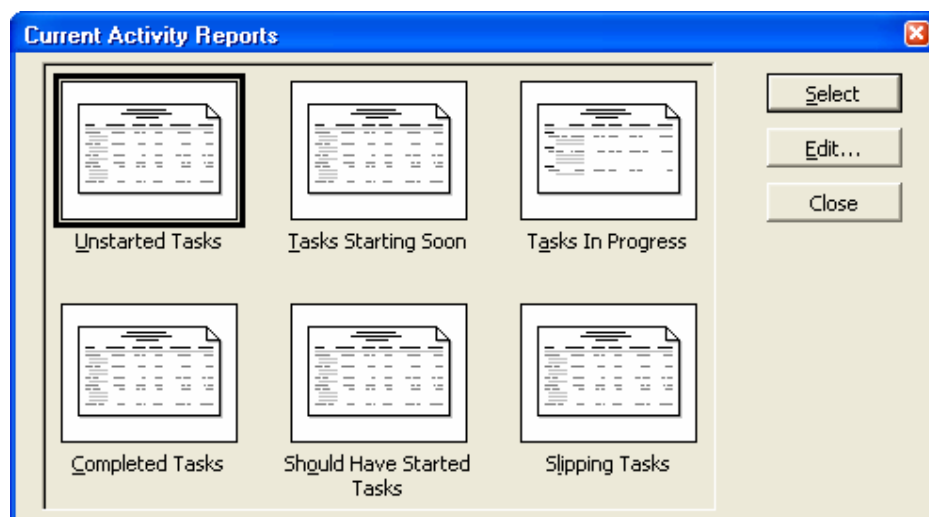 Current Activity Reports
Unstarted Tasks
Tasks Starting Soon
Tasks In Progress
Completed Tasks
Should Have Started
Tasks
Slipping Tasks
Select
Edit...
Close